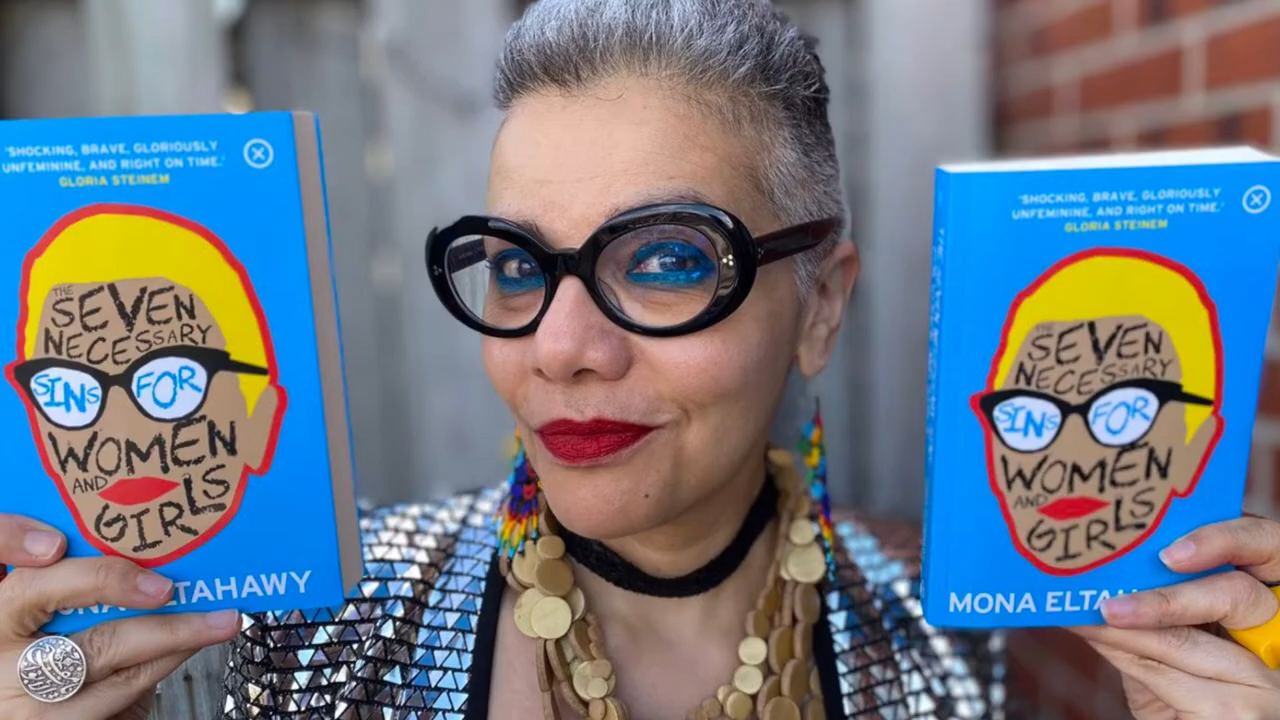 'SHOCKING, BRAVE, GLORIOUSLY
UNFEMININE, AND RIGHT ON TIME.'
GLORIA STEINEM
THE
SEVEN
NECESSARY
SINS FOR
WOMEN
AND
GIRLS
ELTAHAWY
'SHOCKING, BRAVE, GLORIOUSLY
UNFEMININE, AND RIGHT ON TIME.'
GLORIA STEINEM
THE
SEVEN
NECESSARY
SINS FOR
WOMEN
AND
GIRLS
MONA